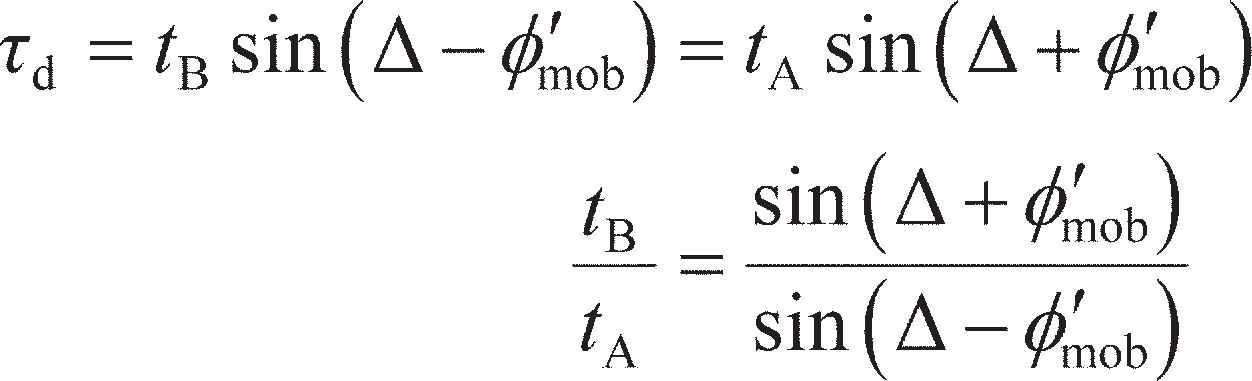 τ_d = t_B sin(Δ − ϕ′_mob) = t_A sin(Δ + ϕ′_mob)
t_B / t_A = sin(Δ + ϕ′_mob) / sin(Δ − ϕ′_mob)